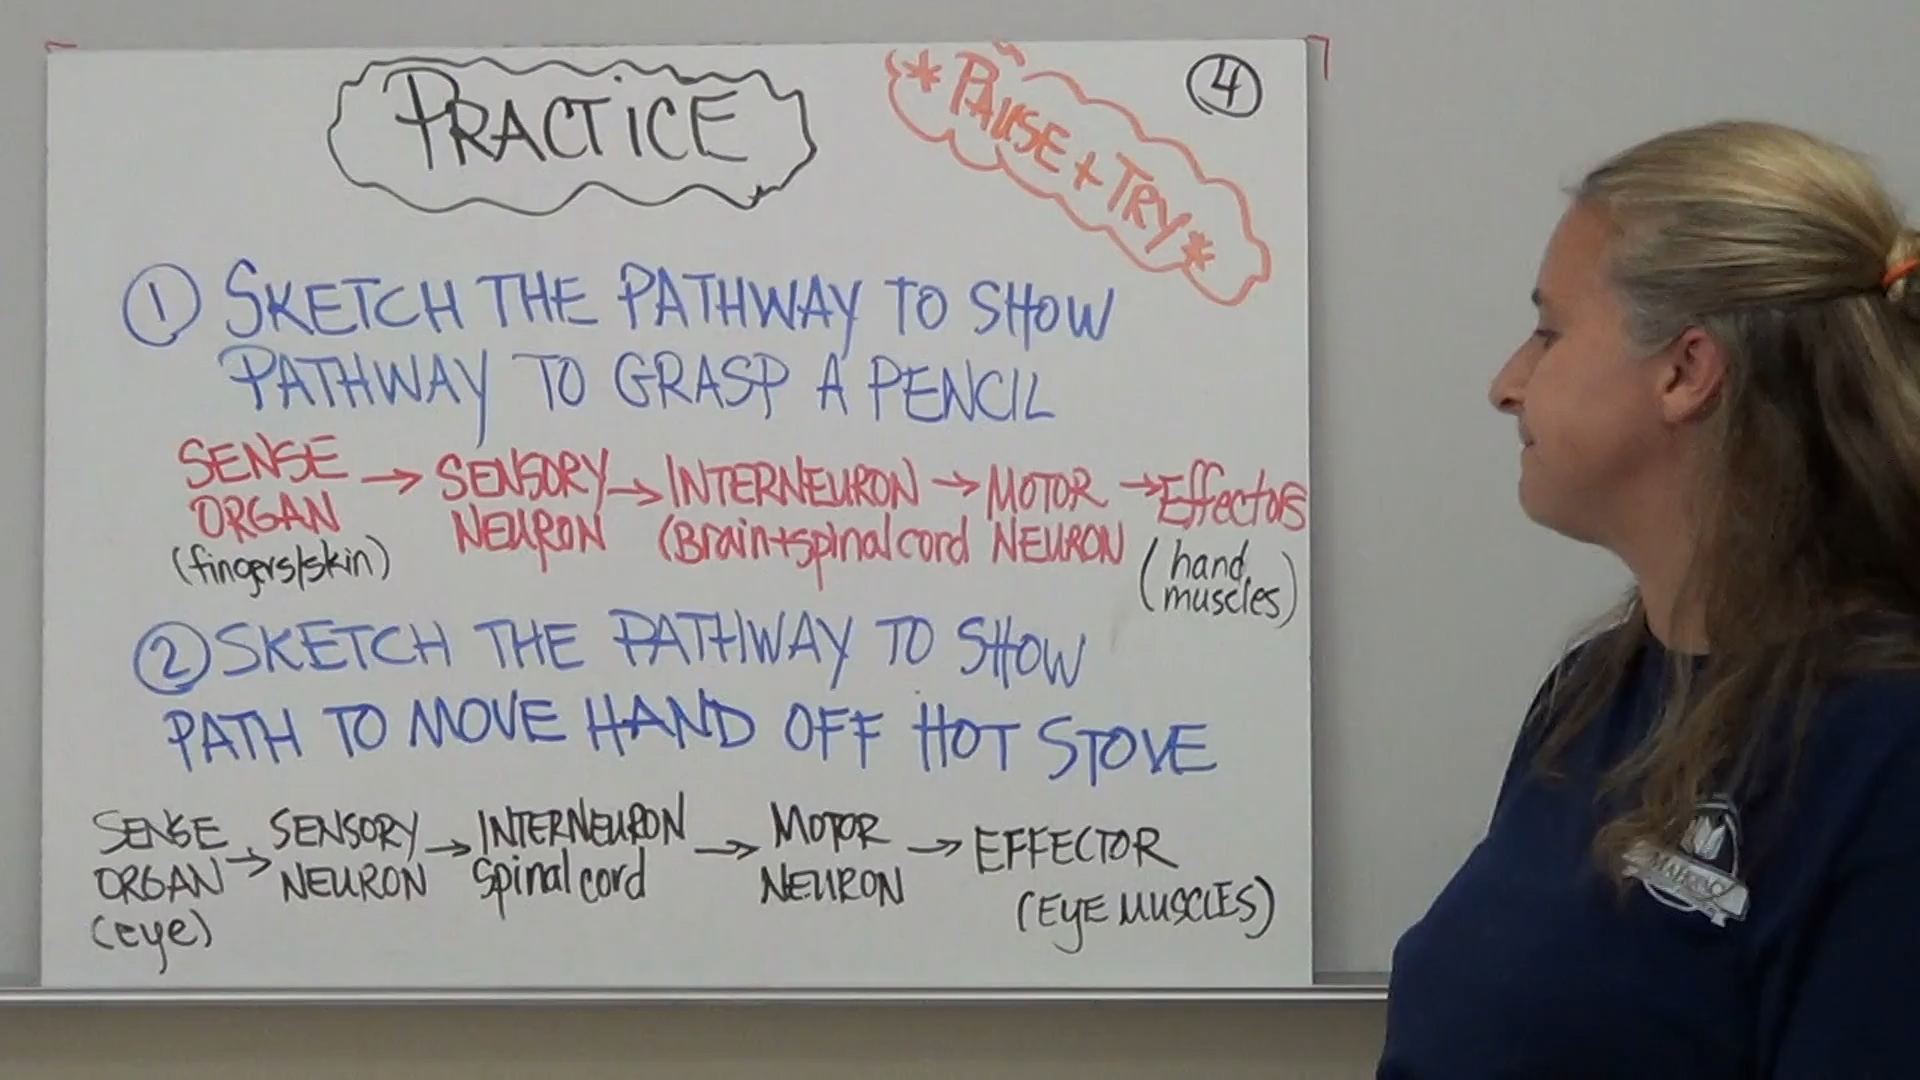 PRACTICE
*PAUSE + TRY*
4
1 SKETCH THE PATHWAY TO SHOW
PATHWAY TO GRASP A PENCIL
SENSE ORGAN (fingers/skin) → SENSORY NEURON → INTERNEURON (Brain+spinal cord → MOTOR NEURON → Effectors (hand muscles)
2 SKETCH THE PATHWAY TO SHOW
PATH TO MOVE HAND OFF HOT STOVE
SENSE ORGAN (eye) → SENSORY NEURON → INTERNEURON Spinal cord → MOTOR NEURON → EFFECTOR (EYE MUSCLES)